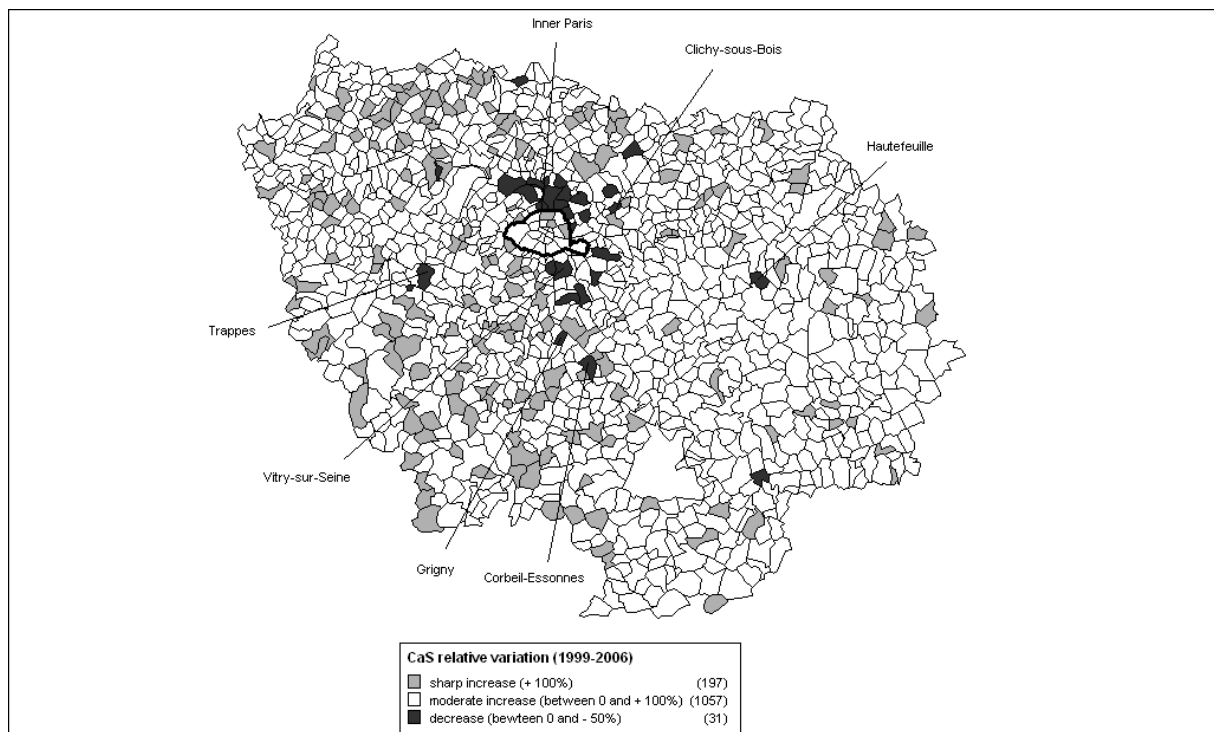 Inner Paris
Clichy-sous-Bois
Hautefeuille
Trappes
Vitry-sur-Seine
Grigny
Corbeil-Essonnes
CaS relative variation (1999-2006)
sharp increase (+ 100%) (197)
moderate increase (between 0 and + 100%) (1057)
decrease (bewteen 0 and - 50%) (31)